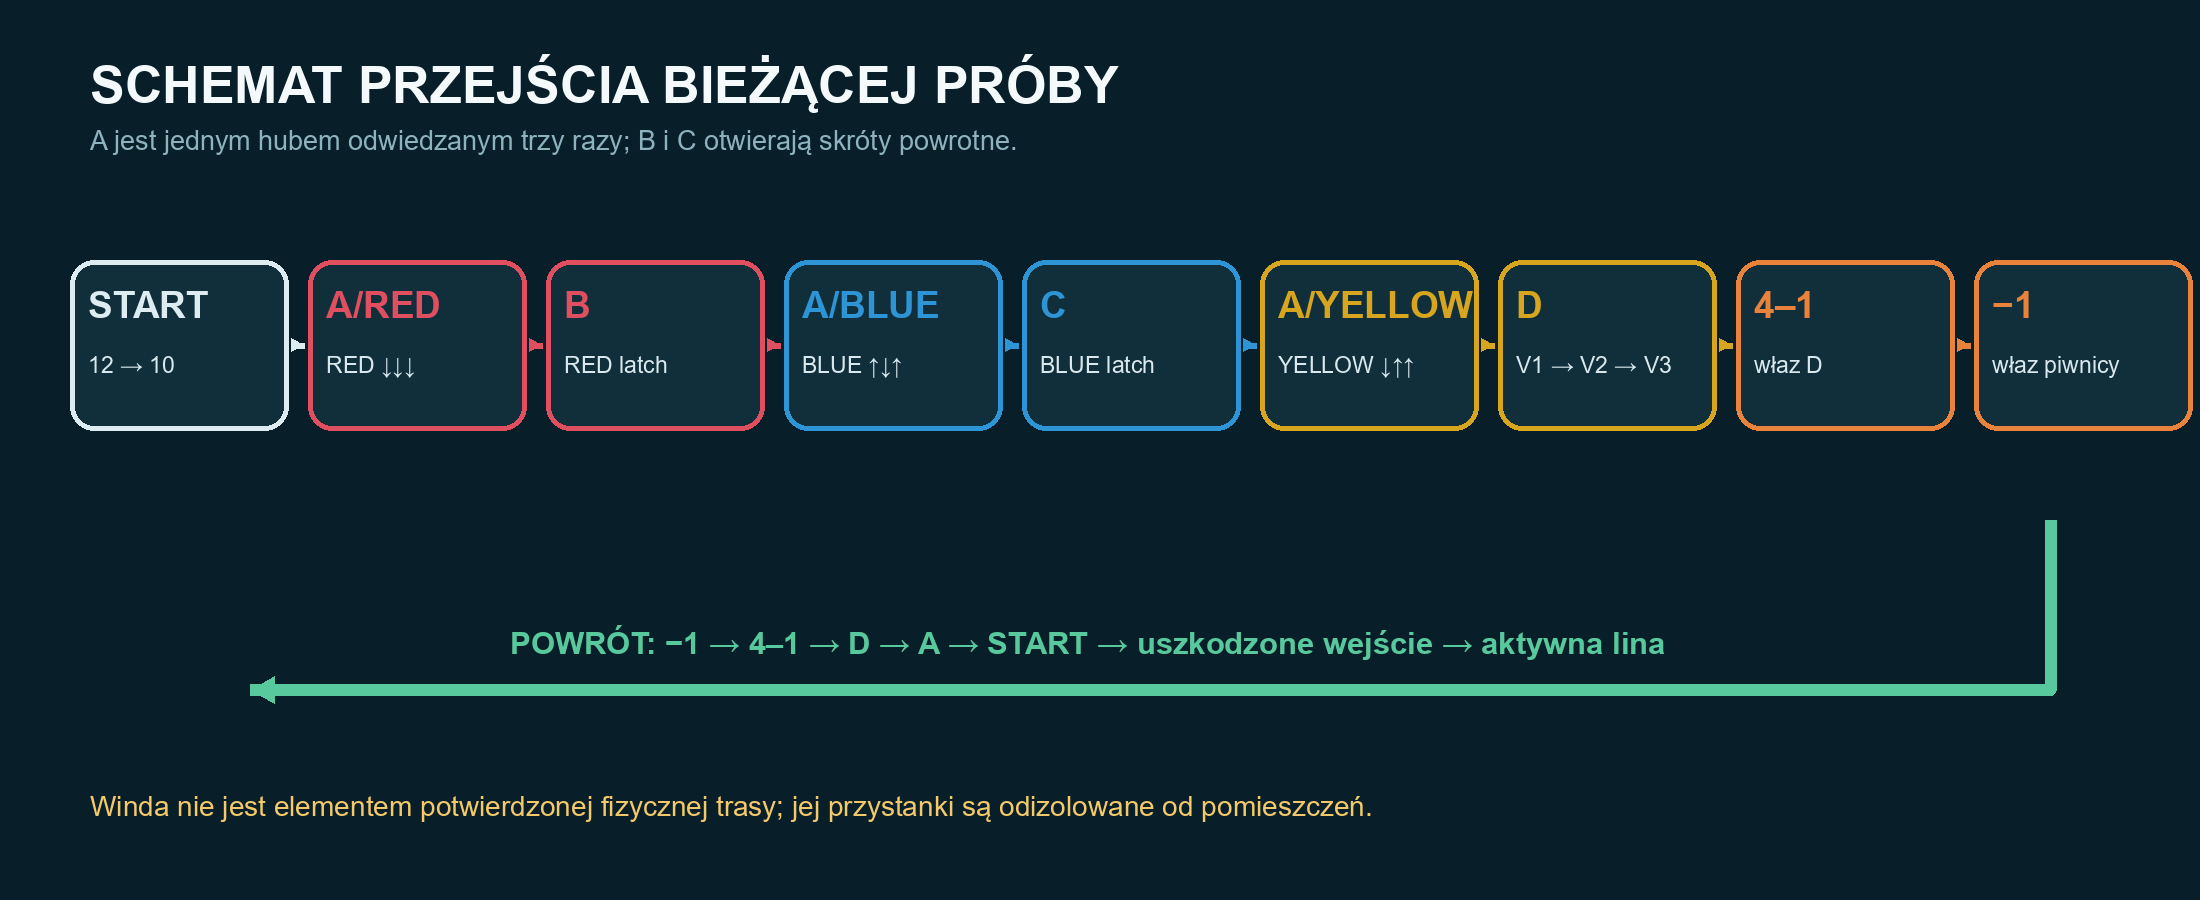 SCHEMAT PRZEJŚCIA BIEŻĄCEJ PRÓBY
A jest jednym hubem odwiedzanym trzy razy; B i C otwierają skróty powrotne.
START
12 → 10
A/RED
RED ↓↓↓
B
RED latch
A/BLUE
BLUE ↑↓↑
C
BLUE latch
A/YELLOW
YELLOW ↓↑↑
D
V1 → V2 → V3
4–1
właz D
−1
właz piwnicy
POWRÓT: −1 → 4–1 → D → A → START → uszkodzone wejście → aktywna lina
Winda nie jest elementem potwierdzonej fizycznej trasy; jej przystanki są odizolowane od pomieszczeń.